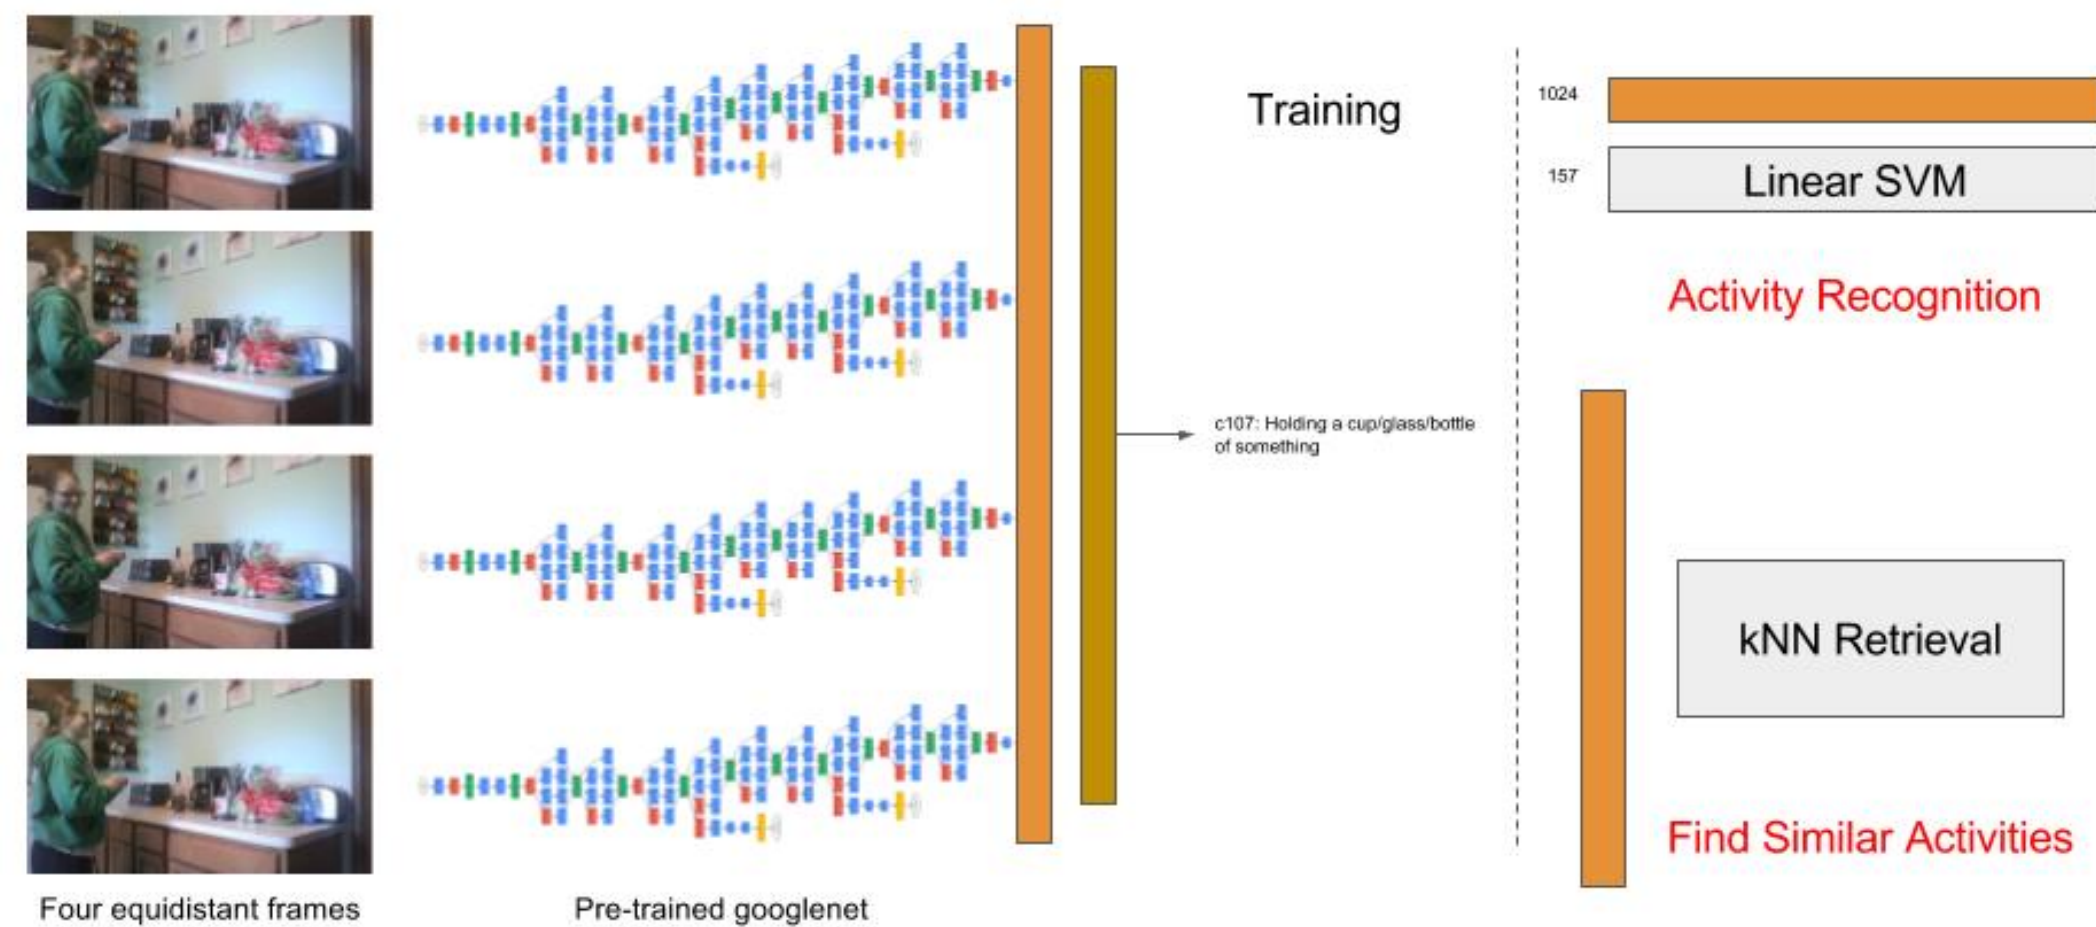 Training
1024
157
Linear SVM
Activity Recognition
c107: Holding a cup/glass/bottle
of something
kNN Retrieval
Find Similar Activities
Four equidistant frames
Pre-trained googlenet